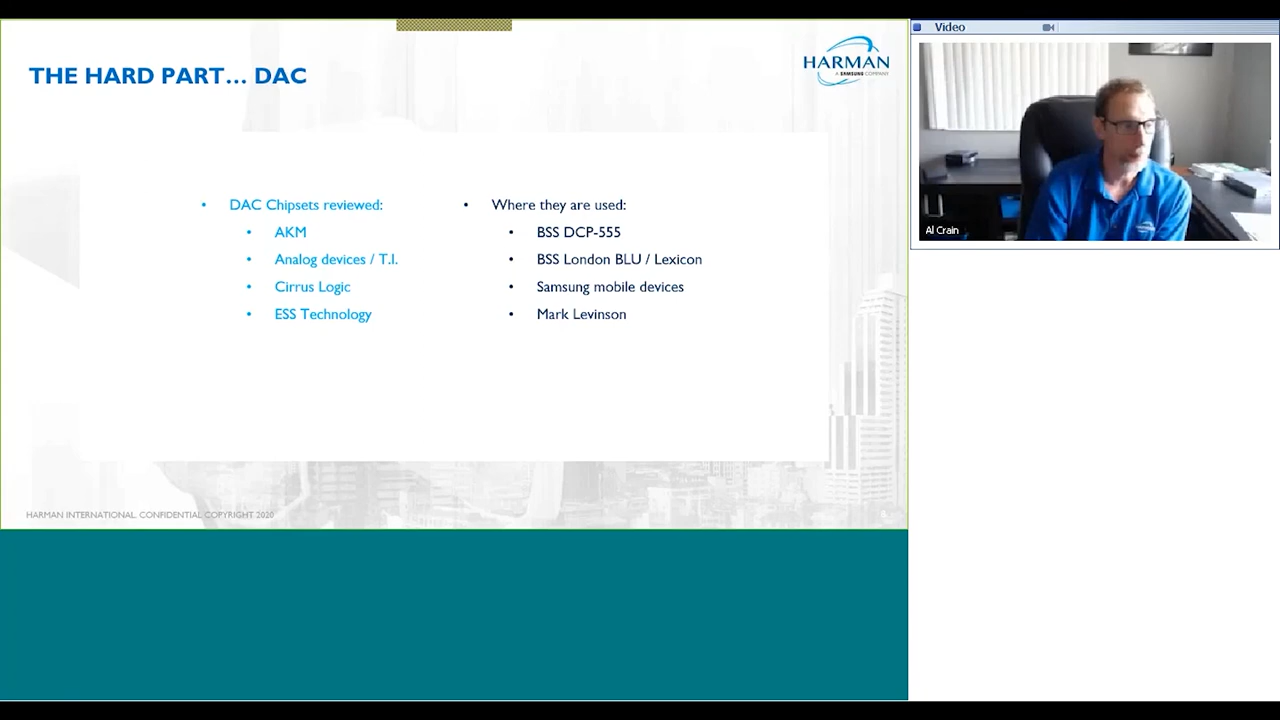 THE HARD PART... DAC
HARMAN
A SAMSUNG COMPANY
• DAC Chipsets reviewed:
• AKM
• Analog devices / T.I.
• Cirrus Logic
• ESS Technology
• Where they are used:
• BSS DCP-555
• BSS London BLU / Lexicon
• Samsung mobile devices
• Mark Levinson
HARMAN INTERNATIONAL. CONFIDENTIAL COPYRIGHT 2020
Video
Al Crain